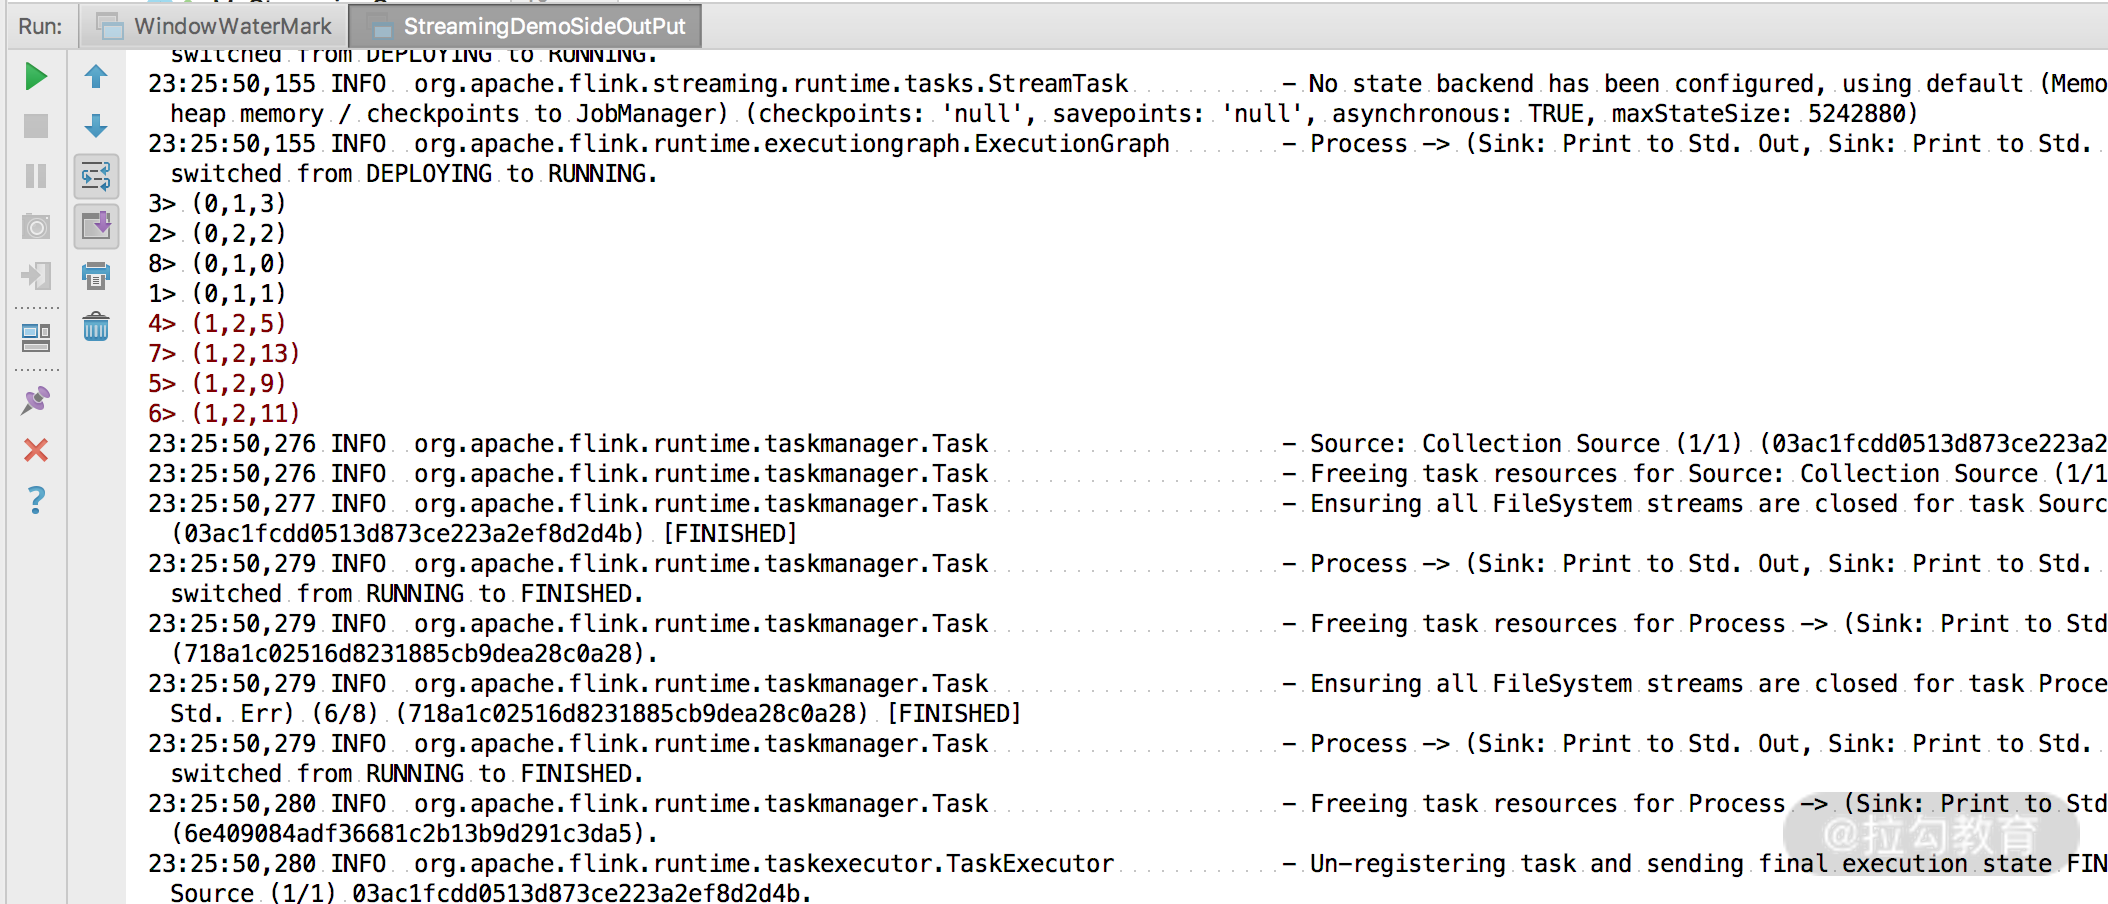 Run: WindowWaterMark StreamingDemoSideOutPut
switched from DEPLOYING to RUNNING.
23:25:50,155 INFO org.apache.flink.streaming.runtime.tasks.StreamTask - No state backend has been configured, using default (Memo
heap memory / checkpoints to JobManager) (checkpoints: 'null', savepoints: 'null', asynchronous: TRUE, maxStateSize: 5242880)
23:25:50,155 INFO org.apache.flink.runtime.executiongraph.ExecutionGraph - Process -> (Sink: Print to Std. Out, Sink: Print to Std.
switched from DEPLOYING to RUNNING.
3> (0,1,3)
2> (0,2,2)
8> (0,1,0)
1> (0,1,1)
4> (1,2,5)
7> (1,2,13)
5> (1,2,9)
6> (1,2,11)
23:25:50,276 INFO org.apache.flink.runtime.taskmanager.Task - Source: Collection Source (1/1) (03ac1fcdd0513d873ce223a2
23:25:50,276 INFO org.apache.flink.runtime.taskmanager.Task - Freeing task resources for Source: Collection Source (1/1
23:25:50,277 INFO org.apache.flink.runtime.taskmanager.Task - Ensuring all FileSystem streams are closed for task Sourc
(03ac1fcdd0513d873ce223a2ef8d2d4b) [FINISHED]
23:25:50,279 INFO org.apache.flink.runtime.taskmanager.Task - Process -> (Sink: Print to Std. Out, Sink: Print to Std.
switched from RUNNING to FINISHED.
23:25:50,279 INFO org.apache.flink.runtime.taskmanager.Task - Freeing task resources for Process -> (Sink: Print to Std
(718a1c02516d8231885cb9dea28c0a28).
23:25:50,279 INFO org.apache.flink.runtime.taskmanager.Task - Ensuring all FileSystem streams are closed for task Proce
Std. Err) (6/8) (718a1c02516d8231885cb9dea28c0a28) [FINISHED]
23:25:50,279 INFO org.apache.flink.runtime.taskmanager.Task - Process -> (Sink: Print to Std. Out, Sink: Print to Std.
switched from RUNNING to FINISHED.
23:25:50,280 INFO org.apache.flink.runtime.taskmanager.Task - Freeing task resources for Process -> (Sink: Print to Std
(6e409084adf36681c2b13b9d291c3da5).
@拉勾教育
23:25:50,280 INFO org.apache.flink.runtime.taskexecutor.TaskExecutor - Un-registering task and sending final execution state FIN
Source (1/1) 03ac1fcdd0513d873ce223a2ef8d2d4b.